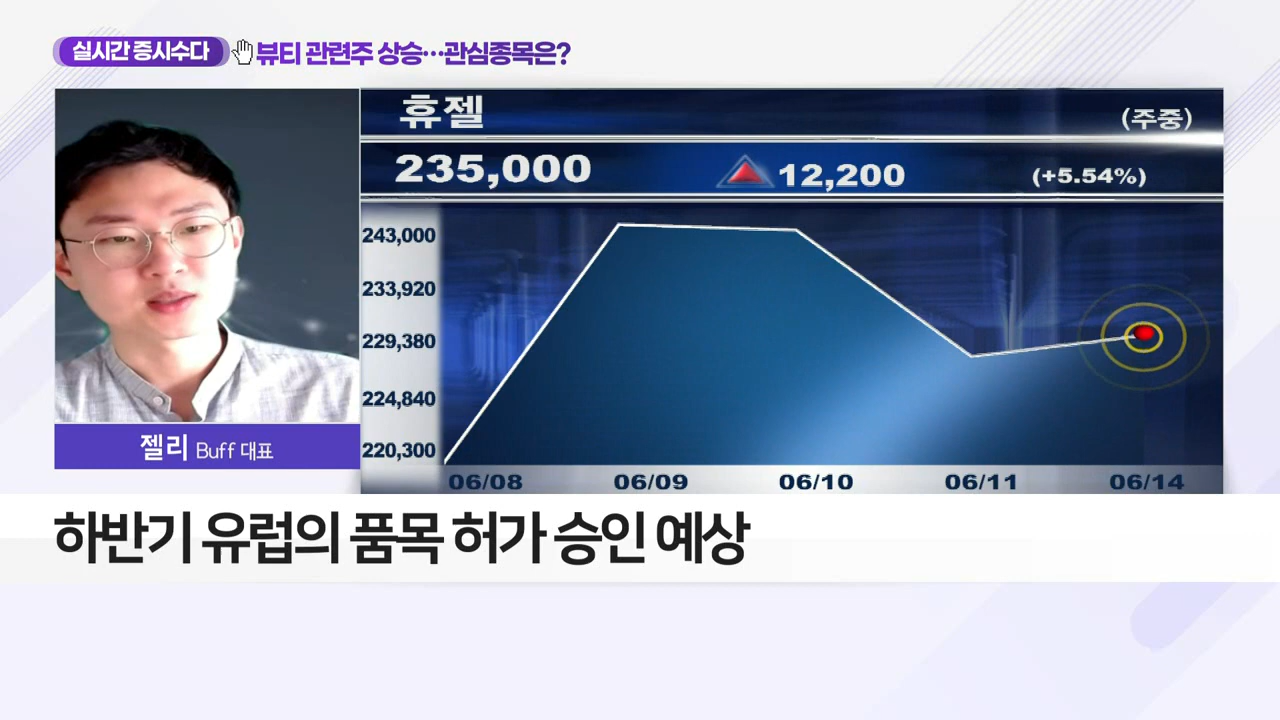 실시간 증시수다 뷰티 관련주 상승…관심종목은?
휴젤 (주중)
235,000 12,200 (+5.54%)
243,000
233,920
229,380
224,840
220,300
06/08 06/09 06/10 06/11 06/14
젤리 Buff 대표
하반기 유럽의 품목 허가 승인 예상